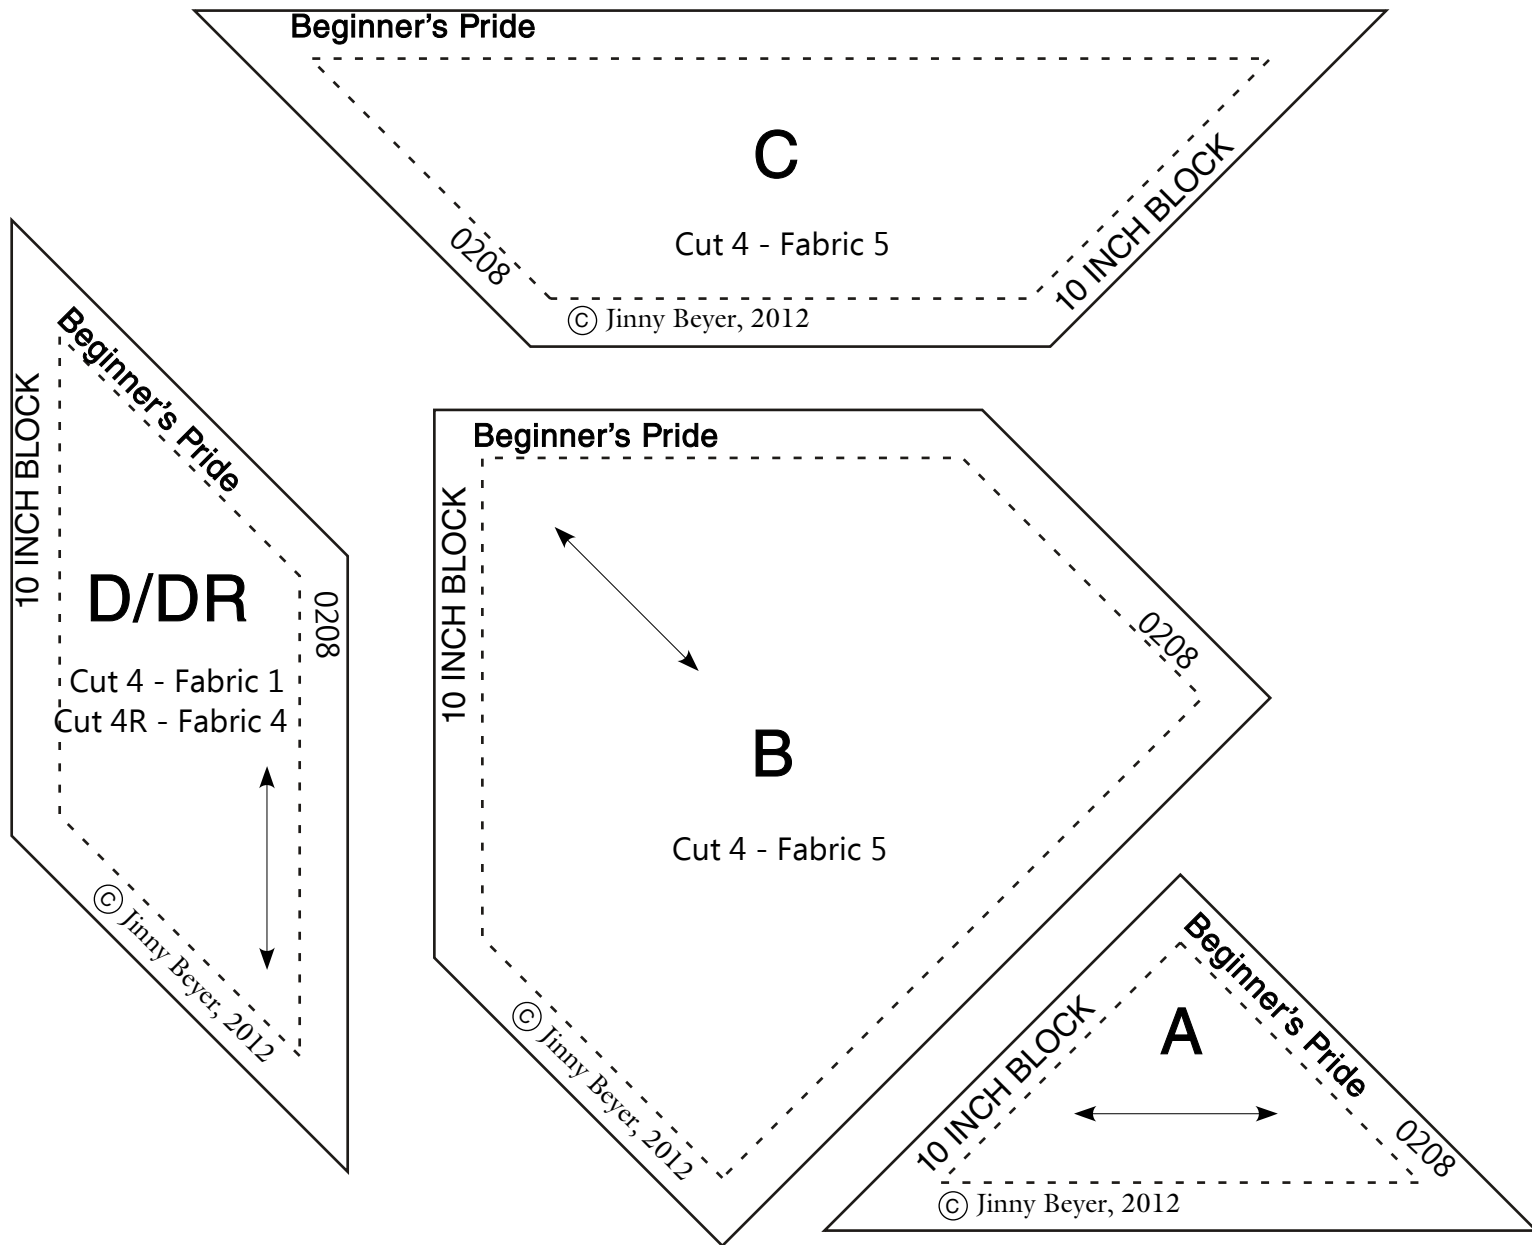 Beginner's Pride
C
Cut 4 - Fabric 5
0208
10 INCH BLOCK
© Jinny Beyer, 2012
Beginner's Pride
10 INCH BLOCK
D/DR
0208
Cut 4 - Fabric 1
Cut 4R - Fabric 4
© Jinny Beyer, 2012
Beginner's Pride
10 INCH BLOCK
0208
B
Cut 4 - Fabric 5
© Jinny Beyer, 2012
Beginner's Pride
10 INCH BLOCK
A
0208
© Jinny Beyer, 2012